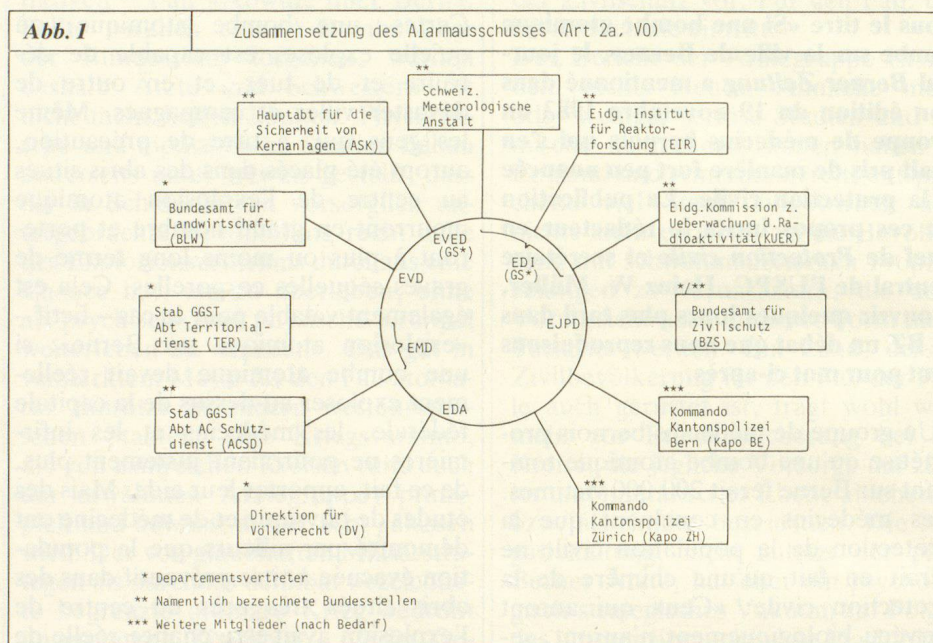 Abb. 1
Zusammensetzung des Alarmausschusses (Art 2a, VO)
**
Hauptabt für die
Sicherheit von
Kernanlagen (ASK)
**
Schweiz.
Meteorologische
Anstalt
**
Eidg. Institut
für Reaktor-
forschung (EIR)
*
Bundesamt für
Landwirtschaft
(BLW)
**
Eidg.Kommission z.
Ueberwachung d.Ra-
dioaktivität(KUER)
EVED
(GS*)
EDI
(GS*)
EVD
EJPD
EMD
EDA
*
Stab GGST
Abt Territorial-
dienst (TER)
*/**
Bundesamt für
Zivilschutz
(BZS)
**
Stab GGST
Abt AC Schutz-
dienst (ACSD)
***
Kommando
Kantonspolizei
Bern (Kapo BE)
*
Direktion für
Völkerrecht (DV)
***
Kommando
Kantonspolizei
Zürich (Kapo ZH)
* Departementsvertreter
** Namentlich bezeichnete Bundesstellen
*** Weitere Mitglieder (nach Bedarf)